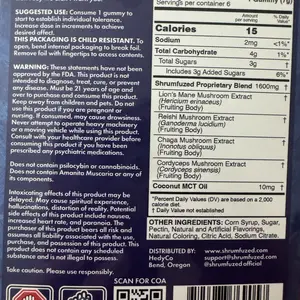 SUGGESTED USE: Consume 1 gummy to
start to establish individual tolerance.
Increase dose in increments to achieve
desired affect.
THIS PACKAGING IS CHILD RESISTANT. To
open, bend internal packaging to break foil.
Remove foil with fingertip to access contents.
WARNING: These statements have not been
approved by the FDA. This product is not
intended to diagnose, treat, cure, or prevent
any disease. Must be 21 years of age and
over to purchase or consume this product.
Keep away from children and pets. Do not
use this product if you are pregnant or
nursing. If consumed, may cause drowsiness.
Never attempt to operate heavy machinery
or a moving vehicle while using this product.
Consult with your healthcare provider before
consuming this product if you have been
prescribed any psychiatric medications.
Does not contain psilocybin or cannabinoids.
Does not contain Amanita Muscaria or any
of its components.
Intoxicating effects of this product may be
delayed. May cause spiritual experience,
hallucinations, distortion of reality. Potential
side effects of this product include nausea,
increased heart rate, and paranoia. The
purchaser of this product bears all risk and
assumes all liability associated with the use,
purchase, and possession of this product. This
product does not contain any scheduled
substance and is not illegal to possess.
Take caution. Please use responsibly.
Servings per container 6
Amount
per serving
% Daily
Value
Calories 15
Sodium 2mg <1%*
Total Carbohydrate 4g 1%*
Total Sugars 3g
Includes 3g Added Sugars 6%*
Shrumfuzed Proprietary Blend 1600mg †
Lion's Mane Mushroom Extract
(Hericium erinaceus)
(Fruiting Body)
Reishi Mushroom Extract
(Ganoderma lucidium)
(Fruiting Body)
Chaga Mushroom Extract
(Inonotus obliquus)
(Fruiting Body)
Cordyceps Mushroom Extract
(Cordyceps sinensis)
(Fruiting Body)
Coconut MCT Oil 10mg †
*Percent Daily Values (DV) are based on a 2,000
calorie diet.
† Daily Value not established
OTHER INGREDIENTS: Corn Syrup, Sugar,
Pectin, Natural and Artificial Flavorings,
Natural Coloring, Citric Acid, Sodium Citrate.
DISTRIBUTED BY:
HedyCo
Bend, Oregon
www.shrumfuzed.com
@shrumfuzed
@shrumfuzed.official
SCAN FOR COA